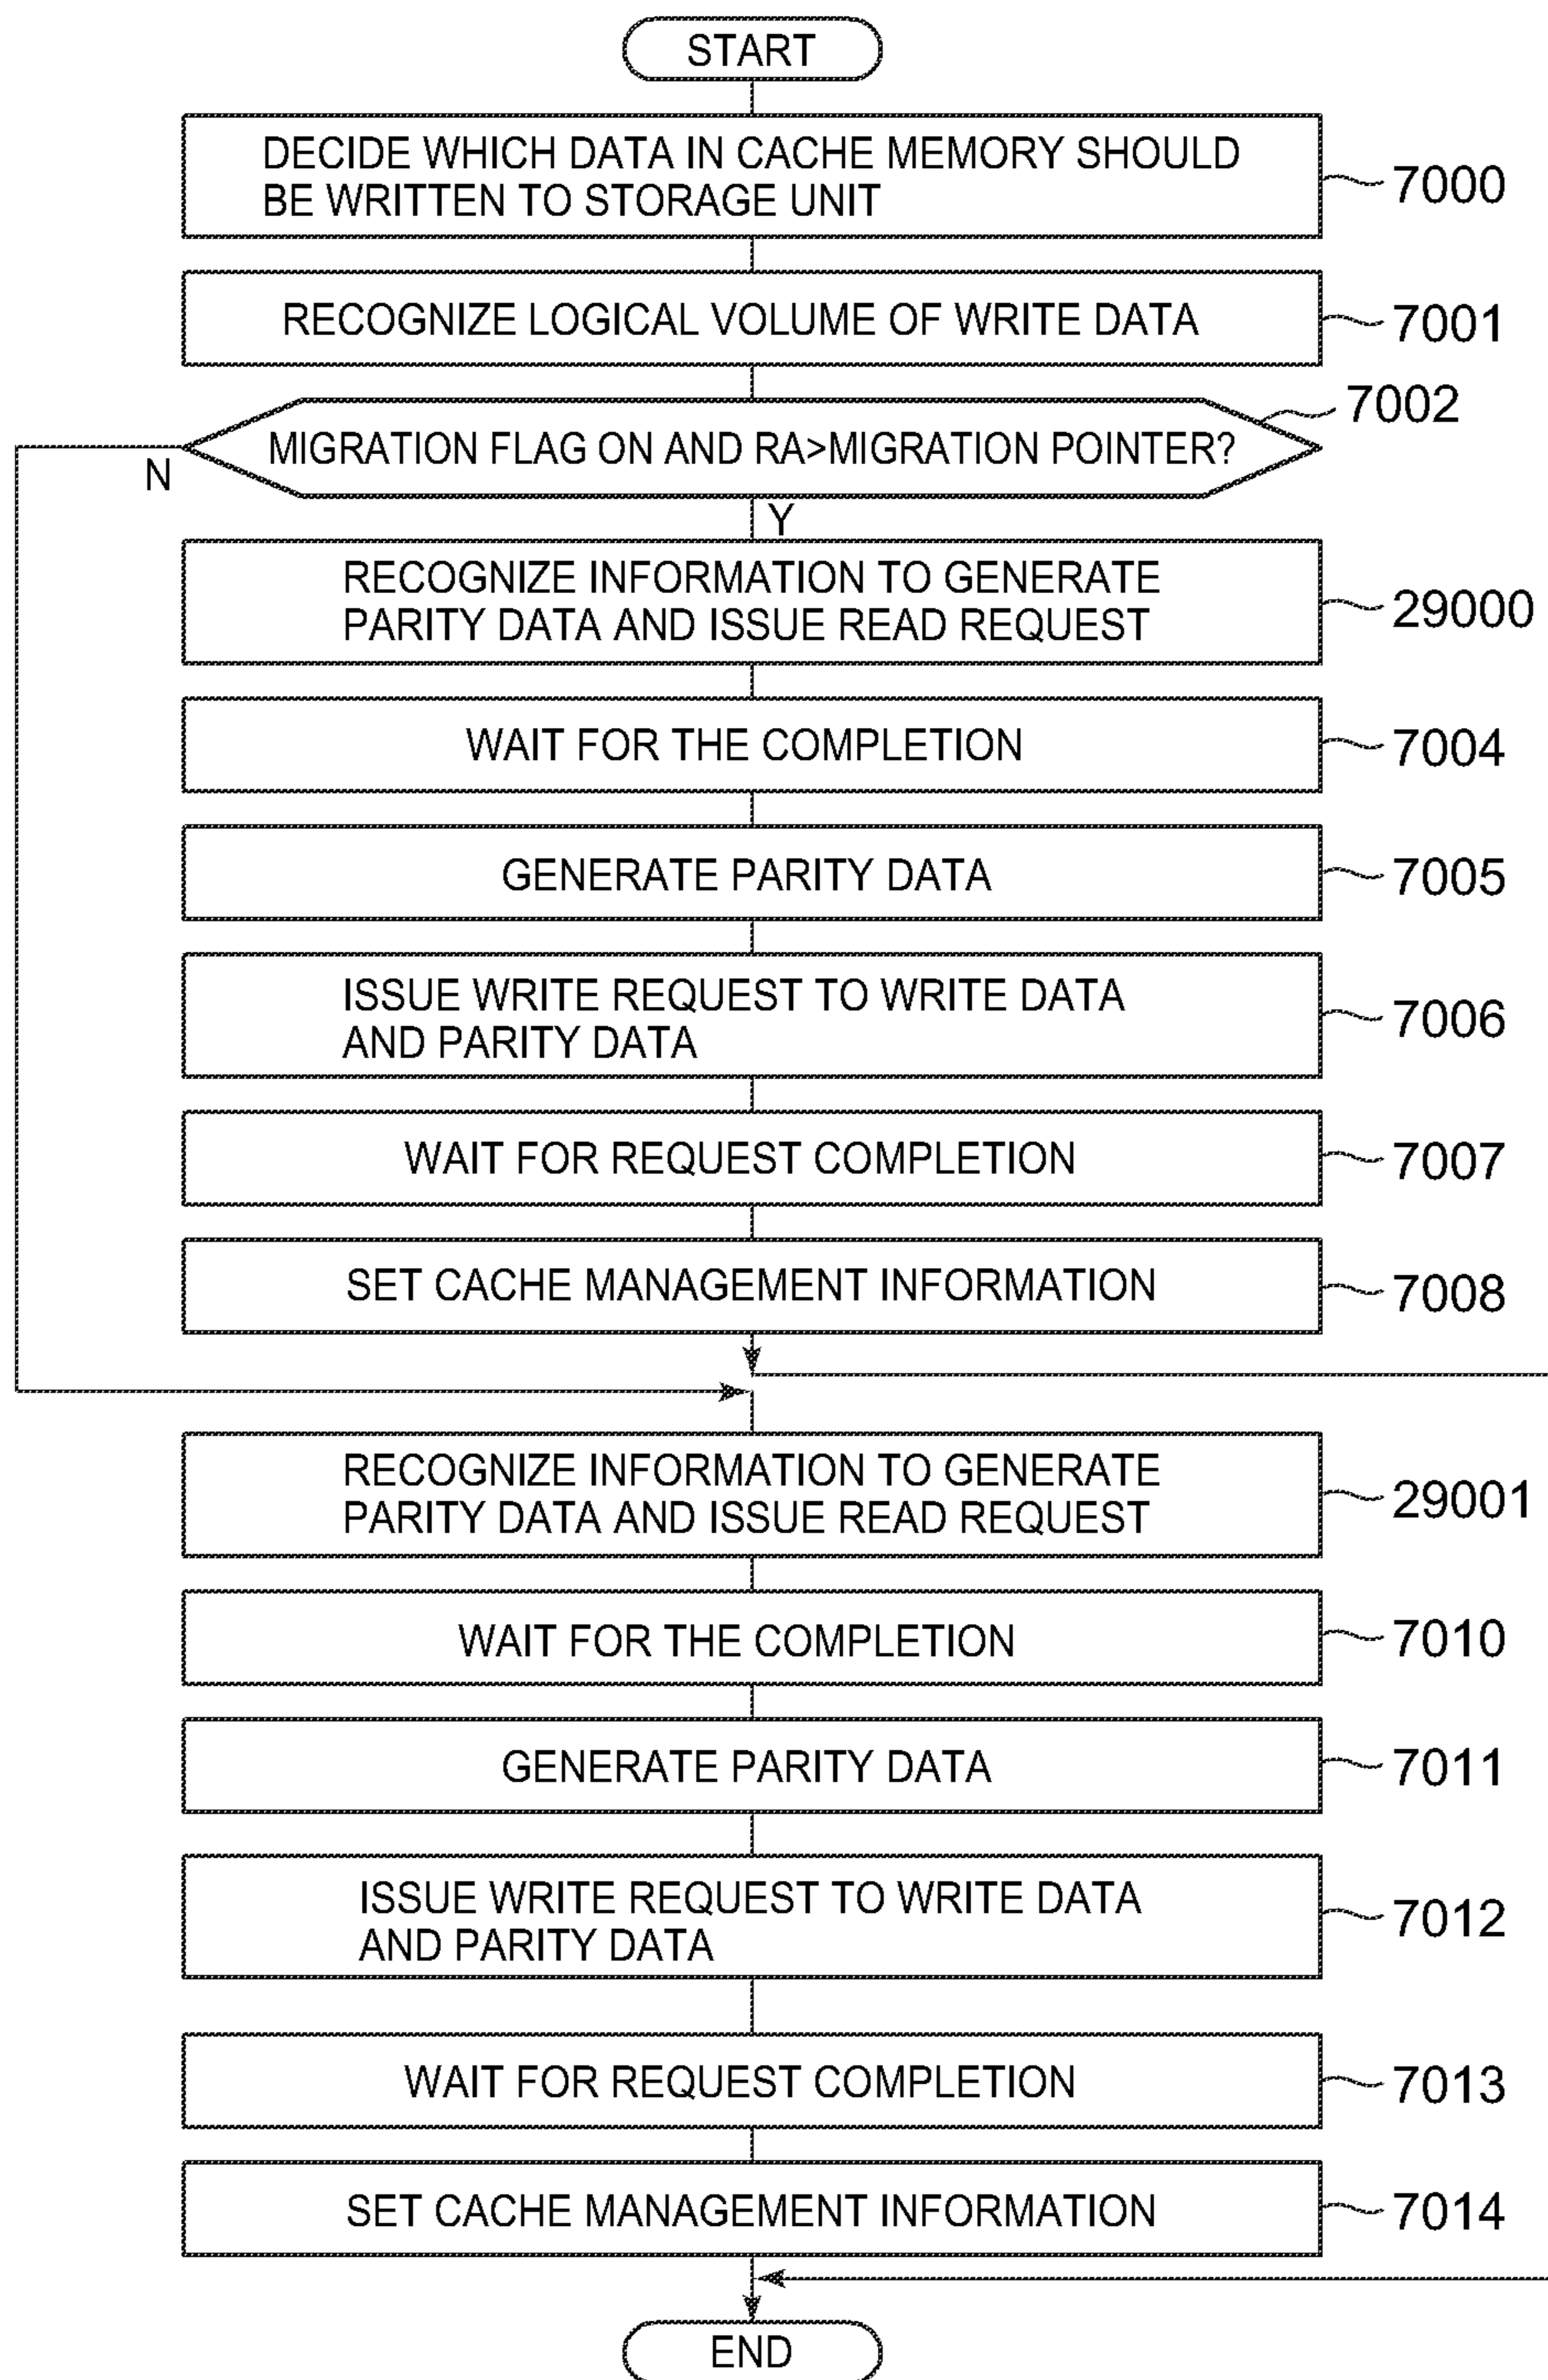 START
DECIDE WHICH DATA IN CACHE MEMORY SHOULD
BE WRITTEN TO STORAGE UNIT
7000
RECOGNIZE LOGICAL VOLUME OF WRITE DATA
7001
7002
MIGRATION FLAG ON AND RA>MIGRATION POINTER?
N
Y
RECOGNIZE INFORMATION TO GENERATE
PARITY DATA AND ISSUE READ REQUEST
29000
WAIT FOR THE COMPLETION
7004
GENERATE PARITY DATA
7005
ISSUE WRITE REQUEST TO WRITE DATA
AND PARITY DATA
7006
WAIT FOR REQUEST COMPLETION
7007
SET CACHE MANAGEMENT INFORMATION
7008
RECOGNIZE INFORMATION TO GENERATE
PARITY DATA AND ISSUE READ REQUEST
29001
WAIT FOR THE COMPLETION
7010
GENERATE PARITY DATA
7011
ISSUE WRITE REQUEST TO WRITE DATA
AND PARITY DATA
7012
WAIT FOR REQUEST COMPLETION
7013
SET CACHE MANAGEMENT INFORMATION
7014
END